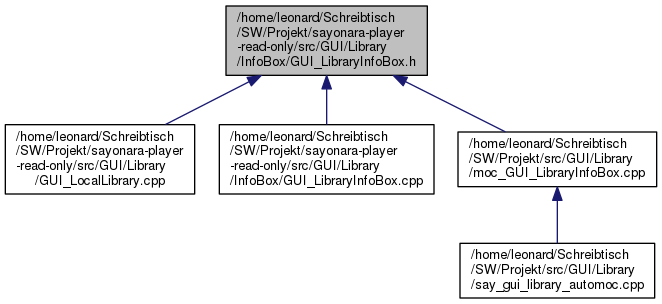 /home/leonard/Schreibtisch
/SW/Projekt/sayonara-player
-read-only/src/GUI/Library
/InfoBox/GUI_LibraryInfoBox.h
/home/leonard/Schreibtisch
/SW/Projekt/sayonara-player
-read-only/src/GUI/Library
/GUI_LocalLibrary.cpp
/home/leonard/Schreibtisch
/SW/Projekt/sayonara-player
-read-only/src/GUI/Library
/InfoBox/GUI_LibraryInfoBox.cpp
/home/leonard/Schreibtisch
/SW/Projekt/src/GUI/Library
/moc_GUI_LibraryInfoBox.cpp
/home/leonard/Schreibtisch
/SW/Projekt/src/GUI/Library
/say_gui_library_automoc.cpp